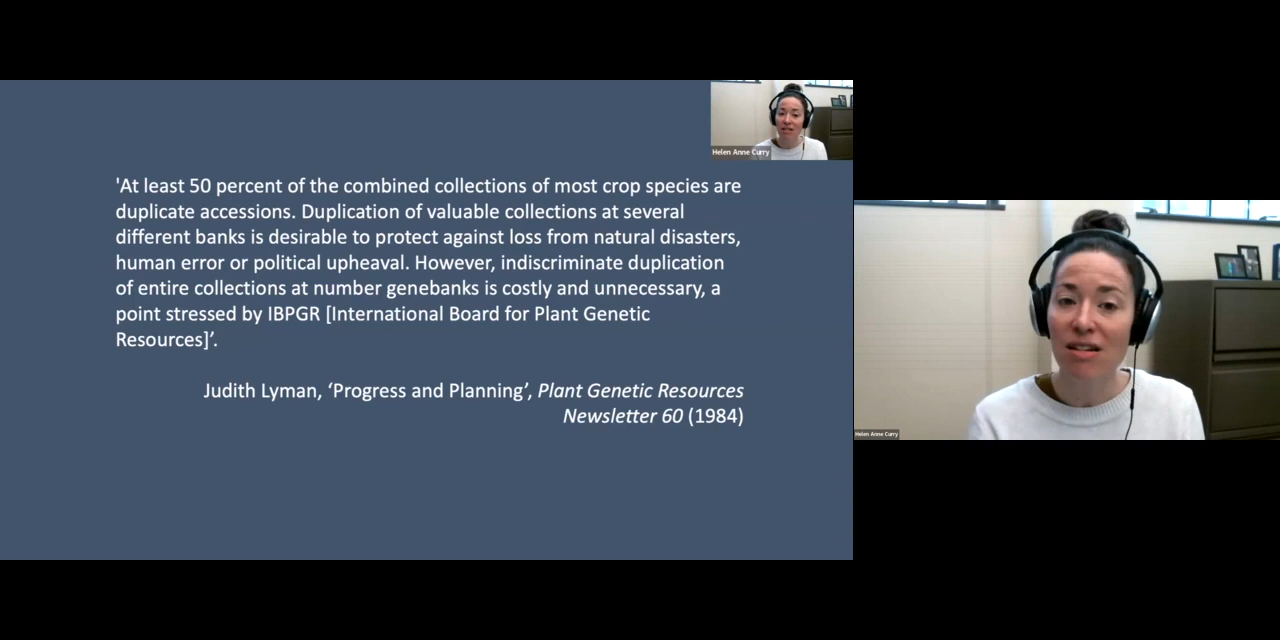 Helen Anne Curry
'At least 50 percent of the combined collections of most crop species are
duplicate accessions. Duplication of valuable collections at several
different banks is desirable to protect against loss from natural disasters,
human error or political upheaval. However, indiscriminate duplication
of entire collections at number genebanks is costly and unnecessary, a
point stressed by IBPGR [International Board for Plant Genetic
Resources]’.
Judith Lyman, ‘Progress and Planning’, Plant Genetic Resources
Newsletter 60 (1984)
Helen Anne Curry